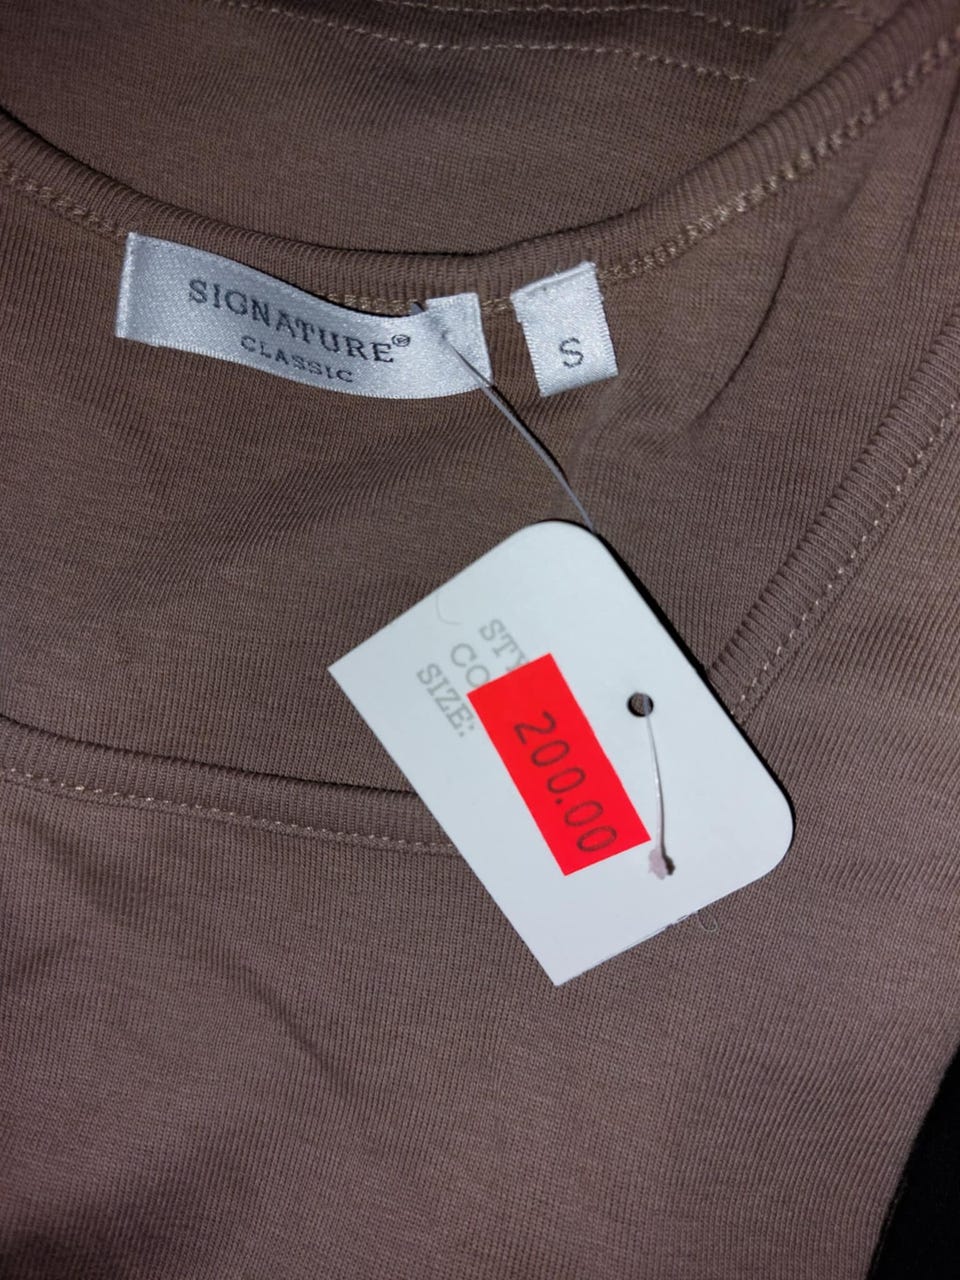 SIGNATURE®
CLASSIC
S
SIZE:
200.00